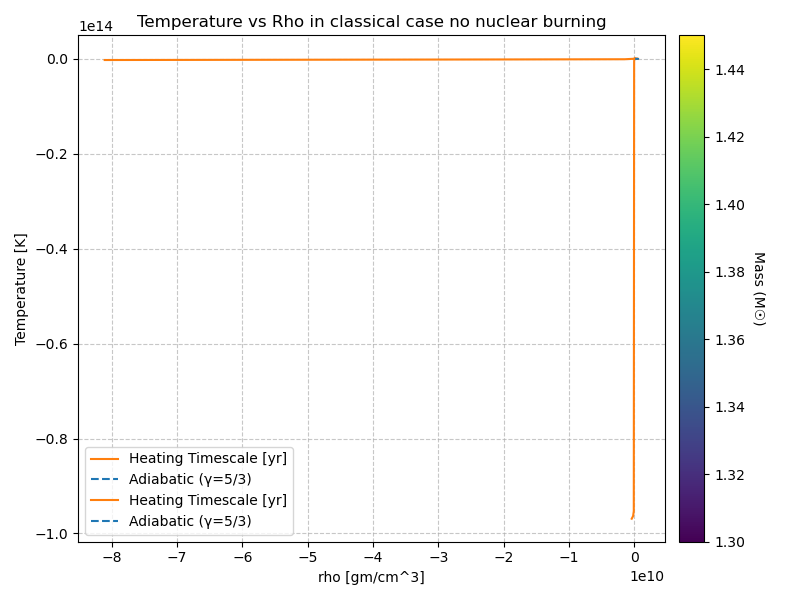 Temperature vs Rho in classical case no nuclear burning
1e14
0.0
−0.2
−0.4
−0.6
−0.8
−1.0
Temperature [K]
Heating Timescale [yr]
Adiabatic (γ=5/3)
Heating Timescale [yr]
Adiabatic (γ=5/3)
−8 −7 −6 −5 −4 −3 −2 −1 0
1e10
rho [gm/cm^3]
1.44
1.42
1.40
1.38
1.36
1.34
1.32
1.30
Mass (M☉)